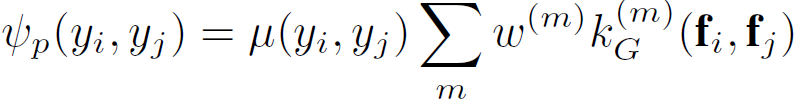 ψ_p(y_i, y_j) = μ(y_i, y_j) ∑_m w^{(m)} k_G^{(m)}(𝐟_i, 𝐟_j)